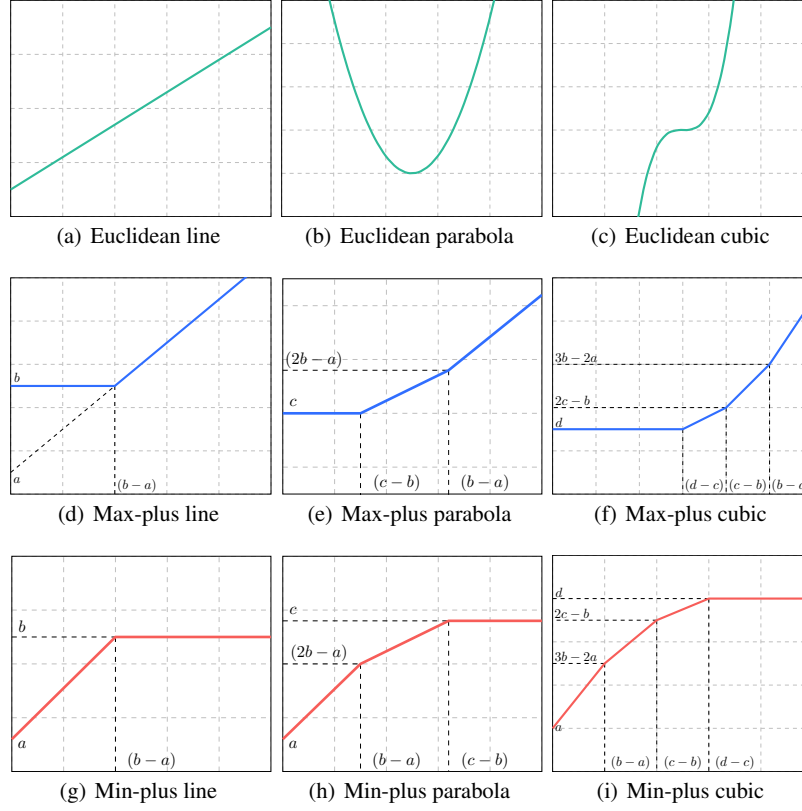 (a) Euclidean line
(b) Euclidean parabola
(c) Euclidean cubic
b
a
(b − a)
(d) Max-plus line
(2b − a)
c
(c − b)
(b − a)
(e) Max-plus parabola
3b − 2a
2c − b
d
(d − c)
(c − b)
(f) Max-plus cubic
b
a
(b − a)
(g) Min-plus line
c
(2b − a)
a
(b − a)
(c − b)
(h) Min-plus parabola
d
2c − b
3b − 2a
a
(b − a)
(c − b)
(d − c)
(i) Min-plus cubic